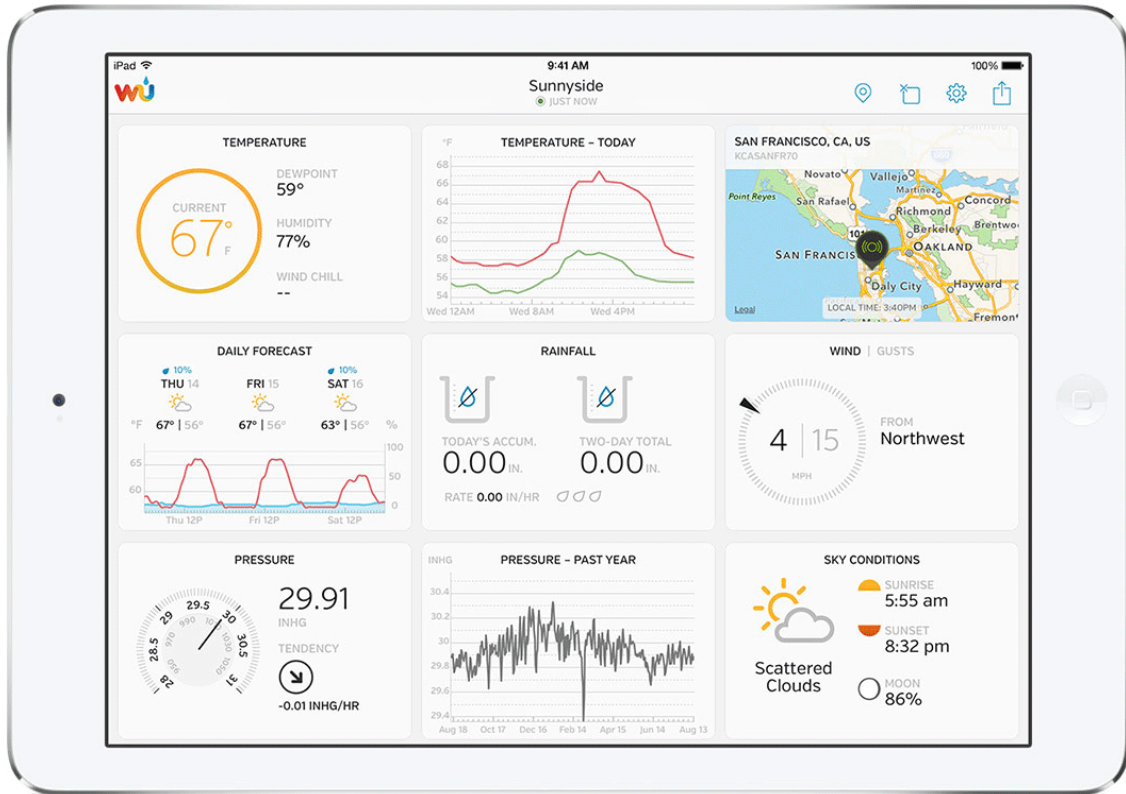 iPad
9:41 AM
100%
wu
Sunnyside
JUST NOW
TEMPERATURE
CURRENT
67°
F
DEWPOINT
59°
HUMIDITY
77%
WIND CHILL
--
°F
TEMPERATURE – TODAY
68
66
64
62
60
58
56
54
Wed 12AM
Wed 8AM
Wed 4PM
SAN FRANCISCO, CA, US
KCASANFR70
Novato
Vallejo
Martinez
Point Reyes
San Rafael
Concord
Richmond
Berkeley
Brentwo
101
OAKLAND
SAN FRANCIS
Daly City
Hayward
Legal
LOCAL TIME: 3:40PM
Fremont
DAILY FORECAST
10%
10%
THU 14
FRI 15
SAT 16
°F
67° | 56°
67° | 56°
63° | 56°
%
100
65
50
60
0
Thu 12P
Fri 12P
Sat 12P
RAINFALL
TODAY'S ACCUM.
0.00 IN.
TWO-DAY TOTAL
0.00 IN.
RATE 0.00 IN/HR
WIND | GUSTS
4 | 15
MPH
FROM
Northwest
PRESSURE
28
28.5
29
29.5
30
30.5
31
950
970
990
1010
1030
1050
29.91
INHG
TENDENCY
-0.01 INHG/HR
INHG
PRESSURE – PAST YEAR
30.4
30.2
30
29.8
29.6
29.4
Aug 18
Oct 17
Dec 16
Feb 14
Apr 15
Jun 14
Aug 13
SKY CONDITIONS
Scattered
Clouds
SUNRISE
5:55 am
SUNSET
8:32 pm
MOON
86%